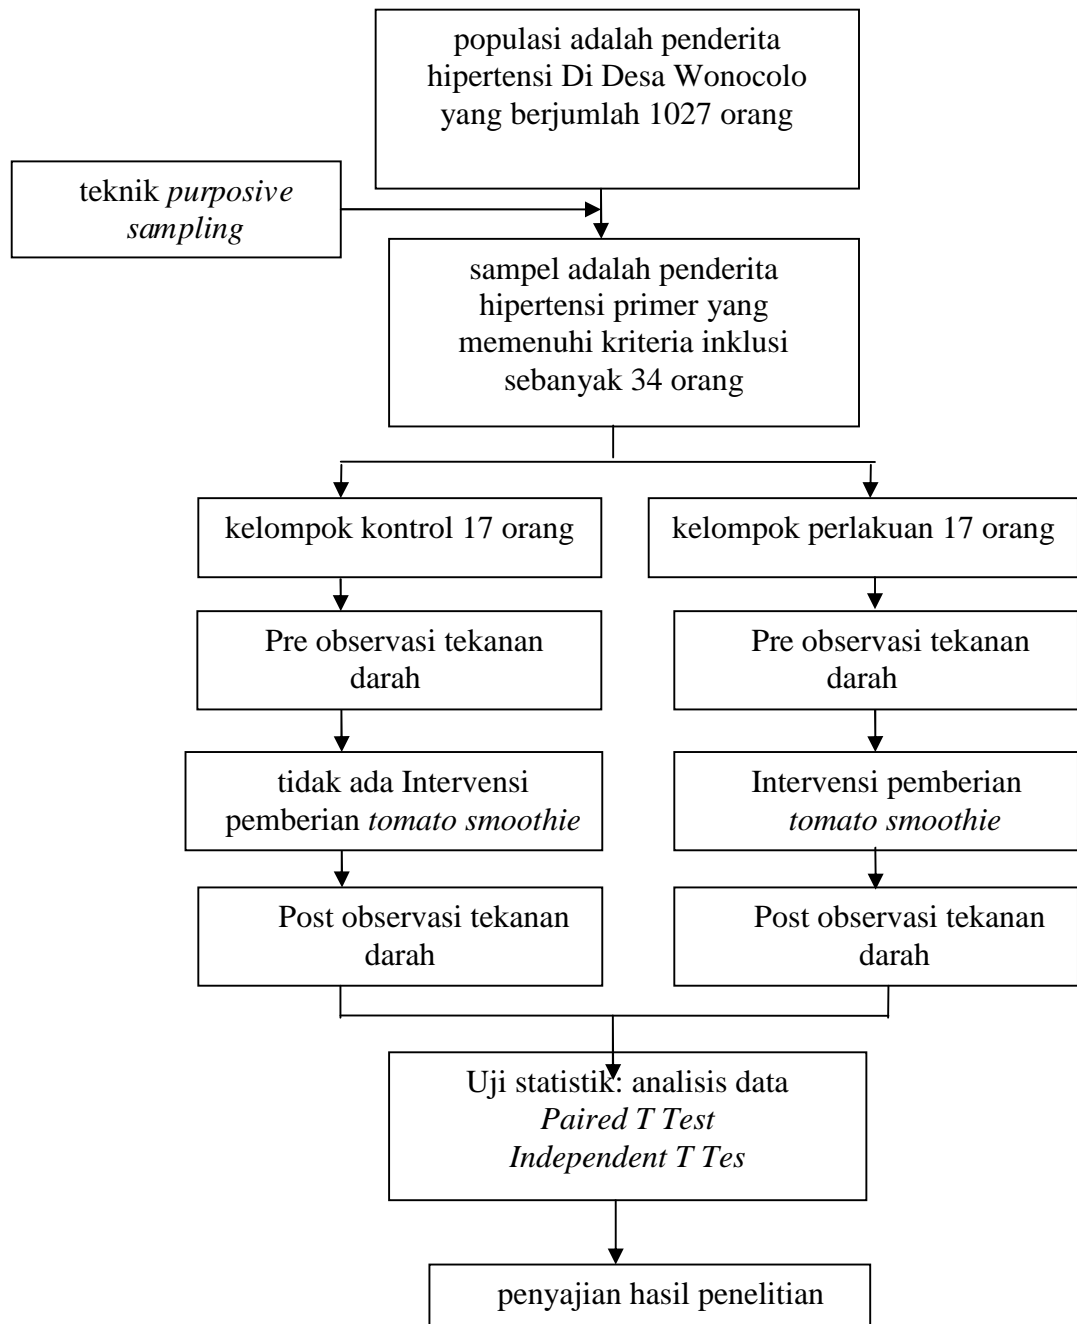 populasi adalah penderita
hipertensi Di Desa Wonocolo
yang berjumlah 1027 orang
teknik purposive
sampling
sampel adalah penderita
hipertensi primer yang
memenuhi kriteria inklusi
sebanyak 34 orang
kelompok kontrol 17 orang
kelompok perlakuan 17 orang
Pre observasi tekanan
darah
Pre observasi tekanan
darah
tidak ada Intervensi
pemberian tomato smoothie
Intervensi pemberian
tomato smoothie
Post observasi tekanan
darah
Post observasi tekanan
darah
Uji statistik: analisis data
Paired T Test
Independent T Tes
penyajian hasil penelitian